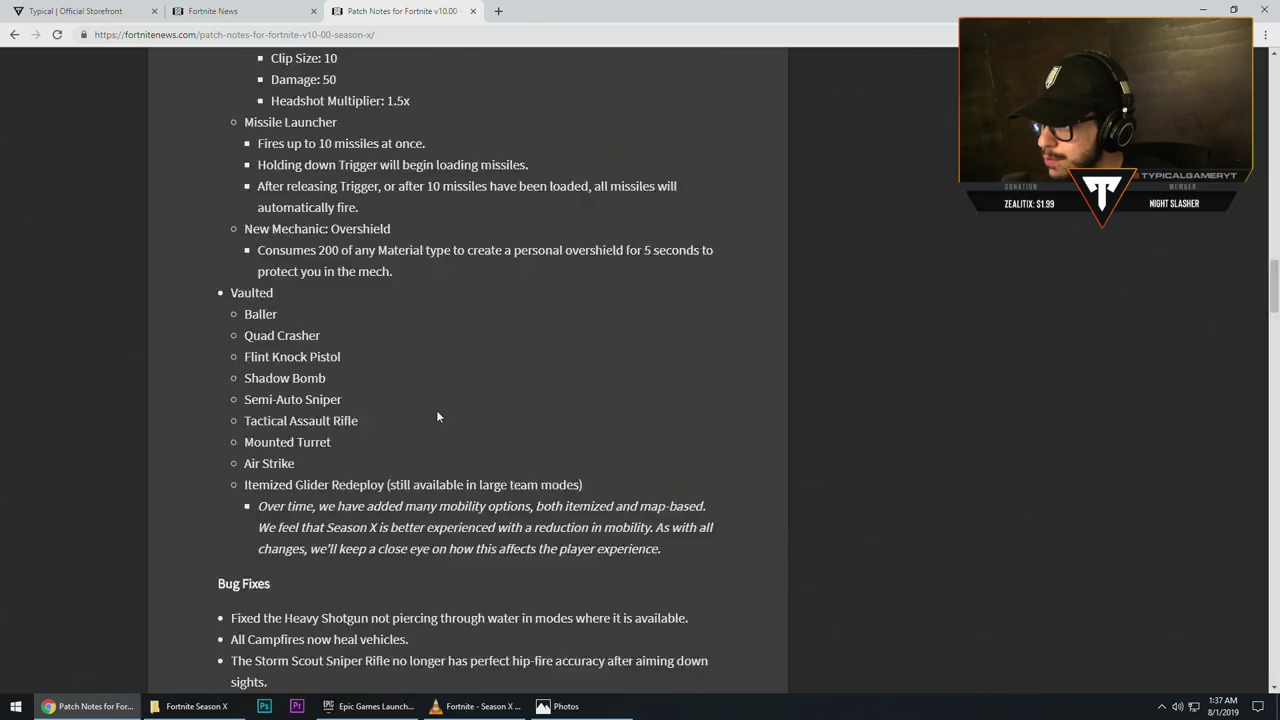 Typical | Official Storefront
Fortnite News
Patch Notes for Fortnite v10.00 -
https://fortnitenews.com/patch-notes-for-fortnite-v10-00-season-x/
Clip Size: 10
Damage: 50
Headshot Multiplier: 1.5x
Missile Launcher
Fires up to 10 missiles at once.
Holding down Trigger will begin loading missiles.
After releasing Trigger, or after 10 missiles have been loaded, all missiles will
automatically fire.
New Mechanic: Overshield
Consumes 200 of any Material type to create a personal overshield for 5 seconds to
protect you in the mech.
Vaulted
Baller
Quad Crasher
Flint Knock Pistol
Shadow Bomb
Semi-Auto Sniper
Tactical Assault Rifle
Mounted Turret
Air Strike
Itemized Glider Redeploy (still available in large team modes)
Over time, we have added many mobility options, both itemized and map-based.
We feel that Season X is better experienced with a reduction in mobility. As with all
changes, we'll keep a close eye on how this affects the player experience.
Bug Fixes
Fixed the Heavy Shotgun not piercing through water in modes where it is available.
All Campfires now heal vehicles.
The Storm Scout Sniper Rifle no longer has perfect hip-fire accuracy after aiming down
sights.
TYPICALGAMERYT
DONATION
MEMBER
ZEALITIX: $1.99
NIGHT SLASHER
Patch Notes for For...
Fortnite Season X
Ps
Pr
EPIC GAMES
Epic Games Launch...
Fortnite - Season X ...
Photos
1:37 AM
8/1/2019